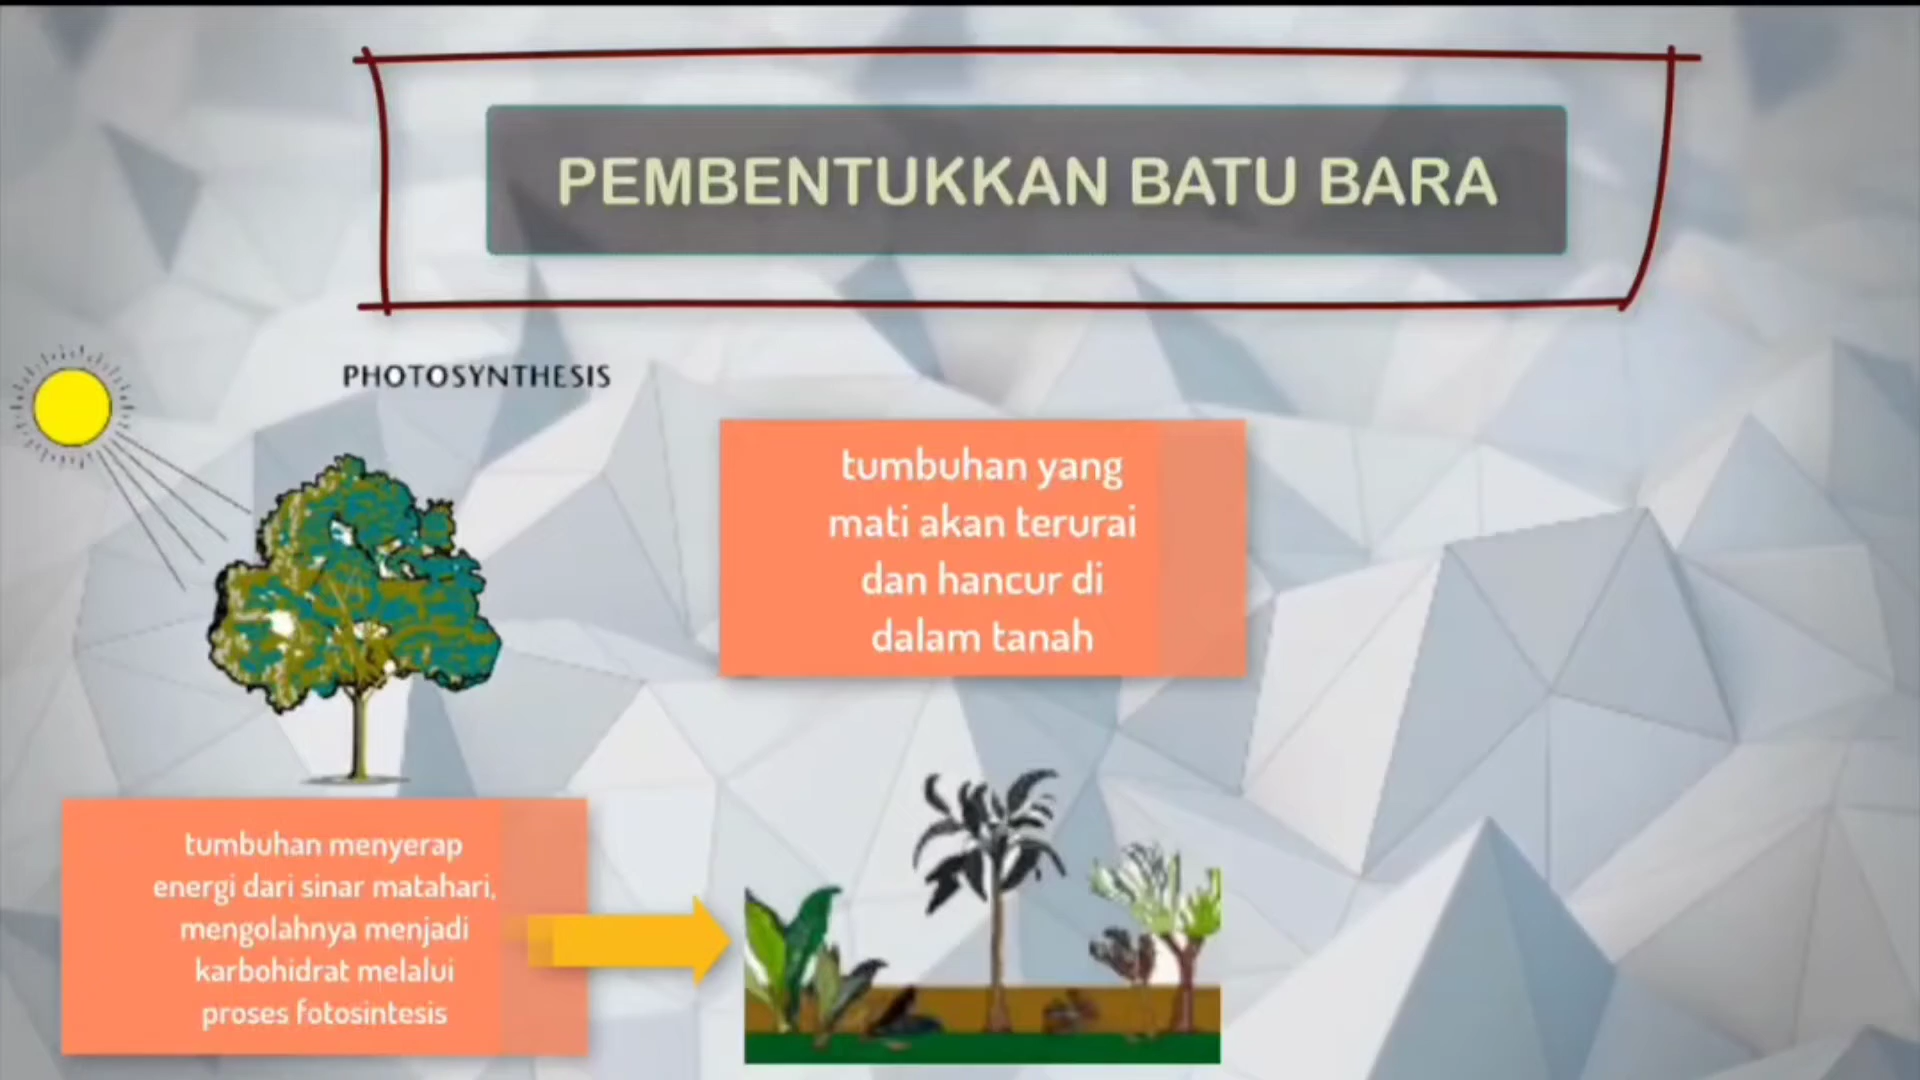 PEMBENTUKKAN BATU BARA
PHOTOSYNTHESIS
tumbuhan yang
mati akan terurai
dan hancur di
dalam tanah
tumbuhan menyerap
energi dari sinar matahari,
mengolahnya menjadi
karbohidrat melalui
proses fotosintesis